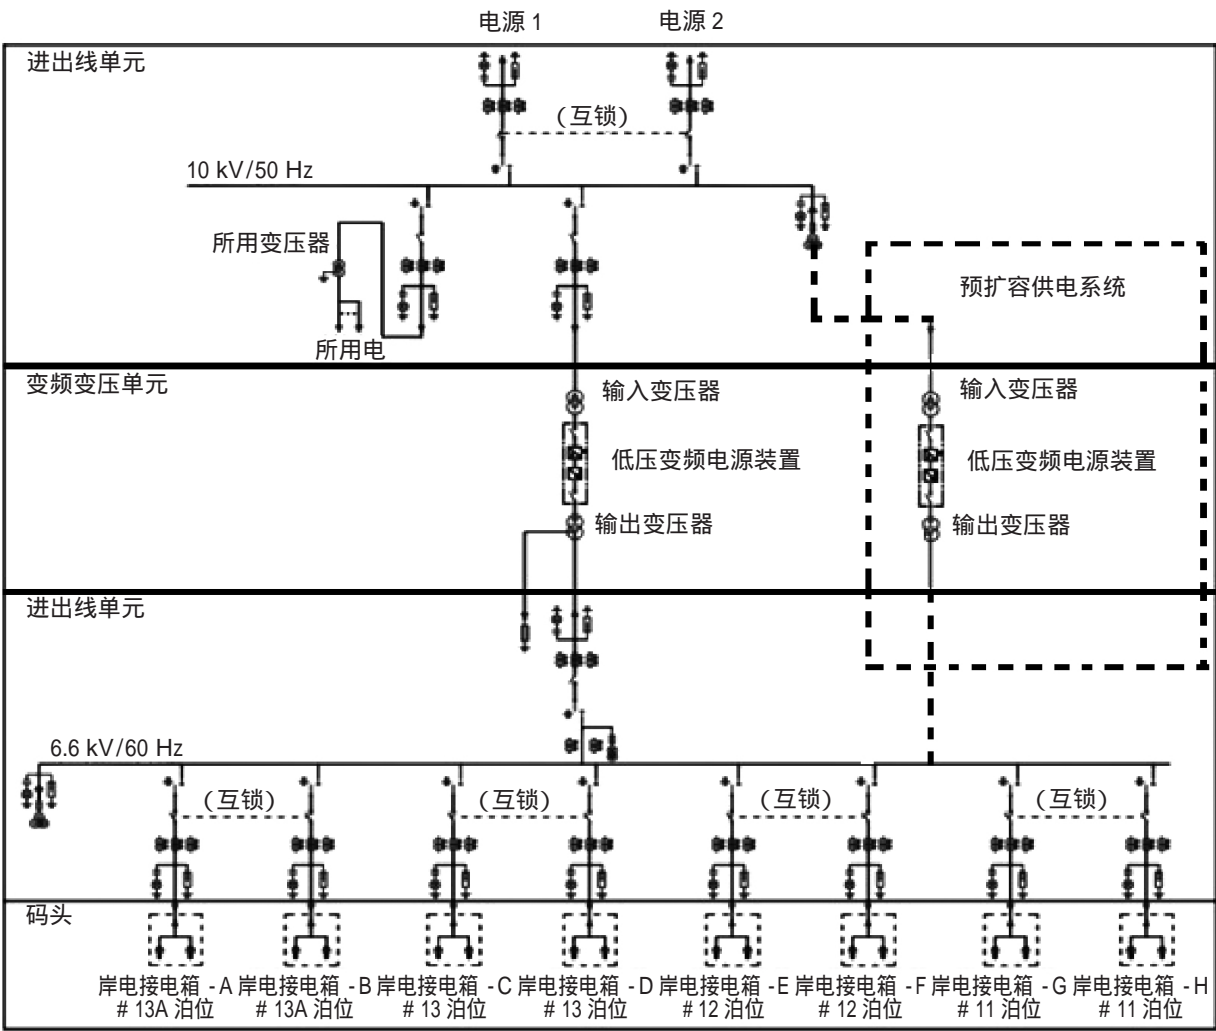 电源 1
电源 2
进出线单元
(互锁)
10 kV/50 Hz
所用变压器
预扩容供电系统
所用电
变频变压单元
输入变压器
输入变压器
低压变频电源装置
低压变频电源装置
输出变压器
输出变压器
进出线单元
6.6 kV/60 Hz
(互锁)
(互锁)
(互锁)
(互锁)
码头
岸电接电箱 -A
# 13A 泊位
岸电接电箱 -B
# 13A 泊位
岸电接电箱 -C
# 13 泊位
岸电接电箱 -D
# 13 泊位
岸电接电箱 -E
# 12 泊位
岸电接电箱 -F
# 12 泊位
岸电接电箱 -G
# 11 泊位
岸电接电箱 -H
# 11 泊位